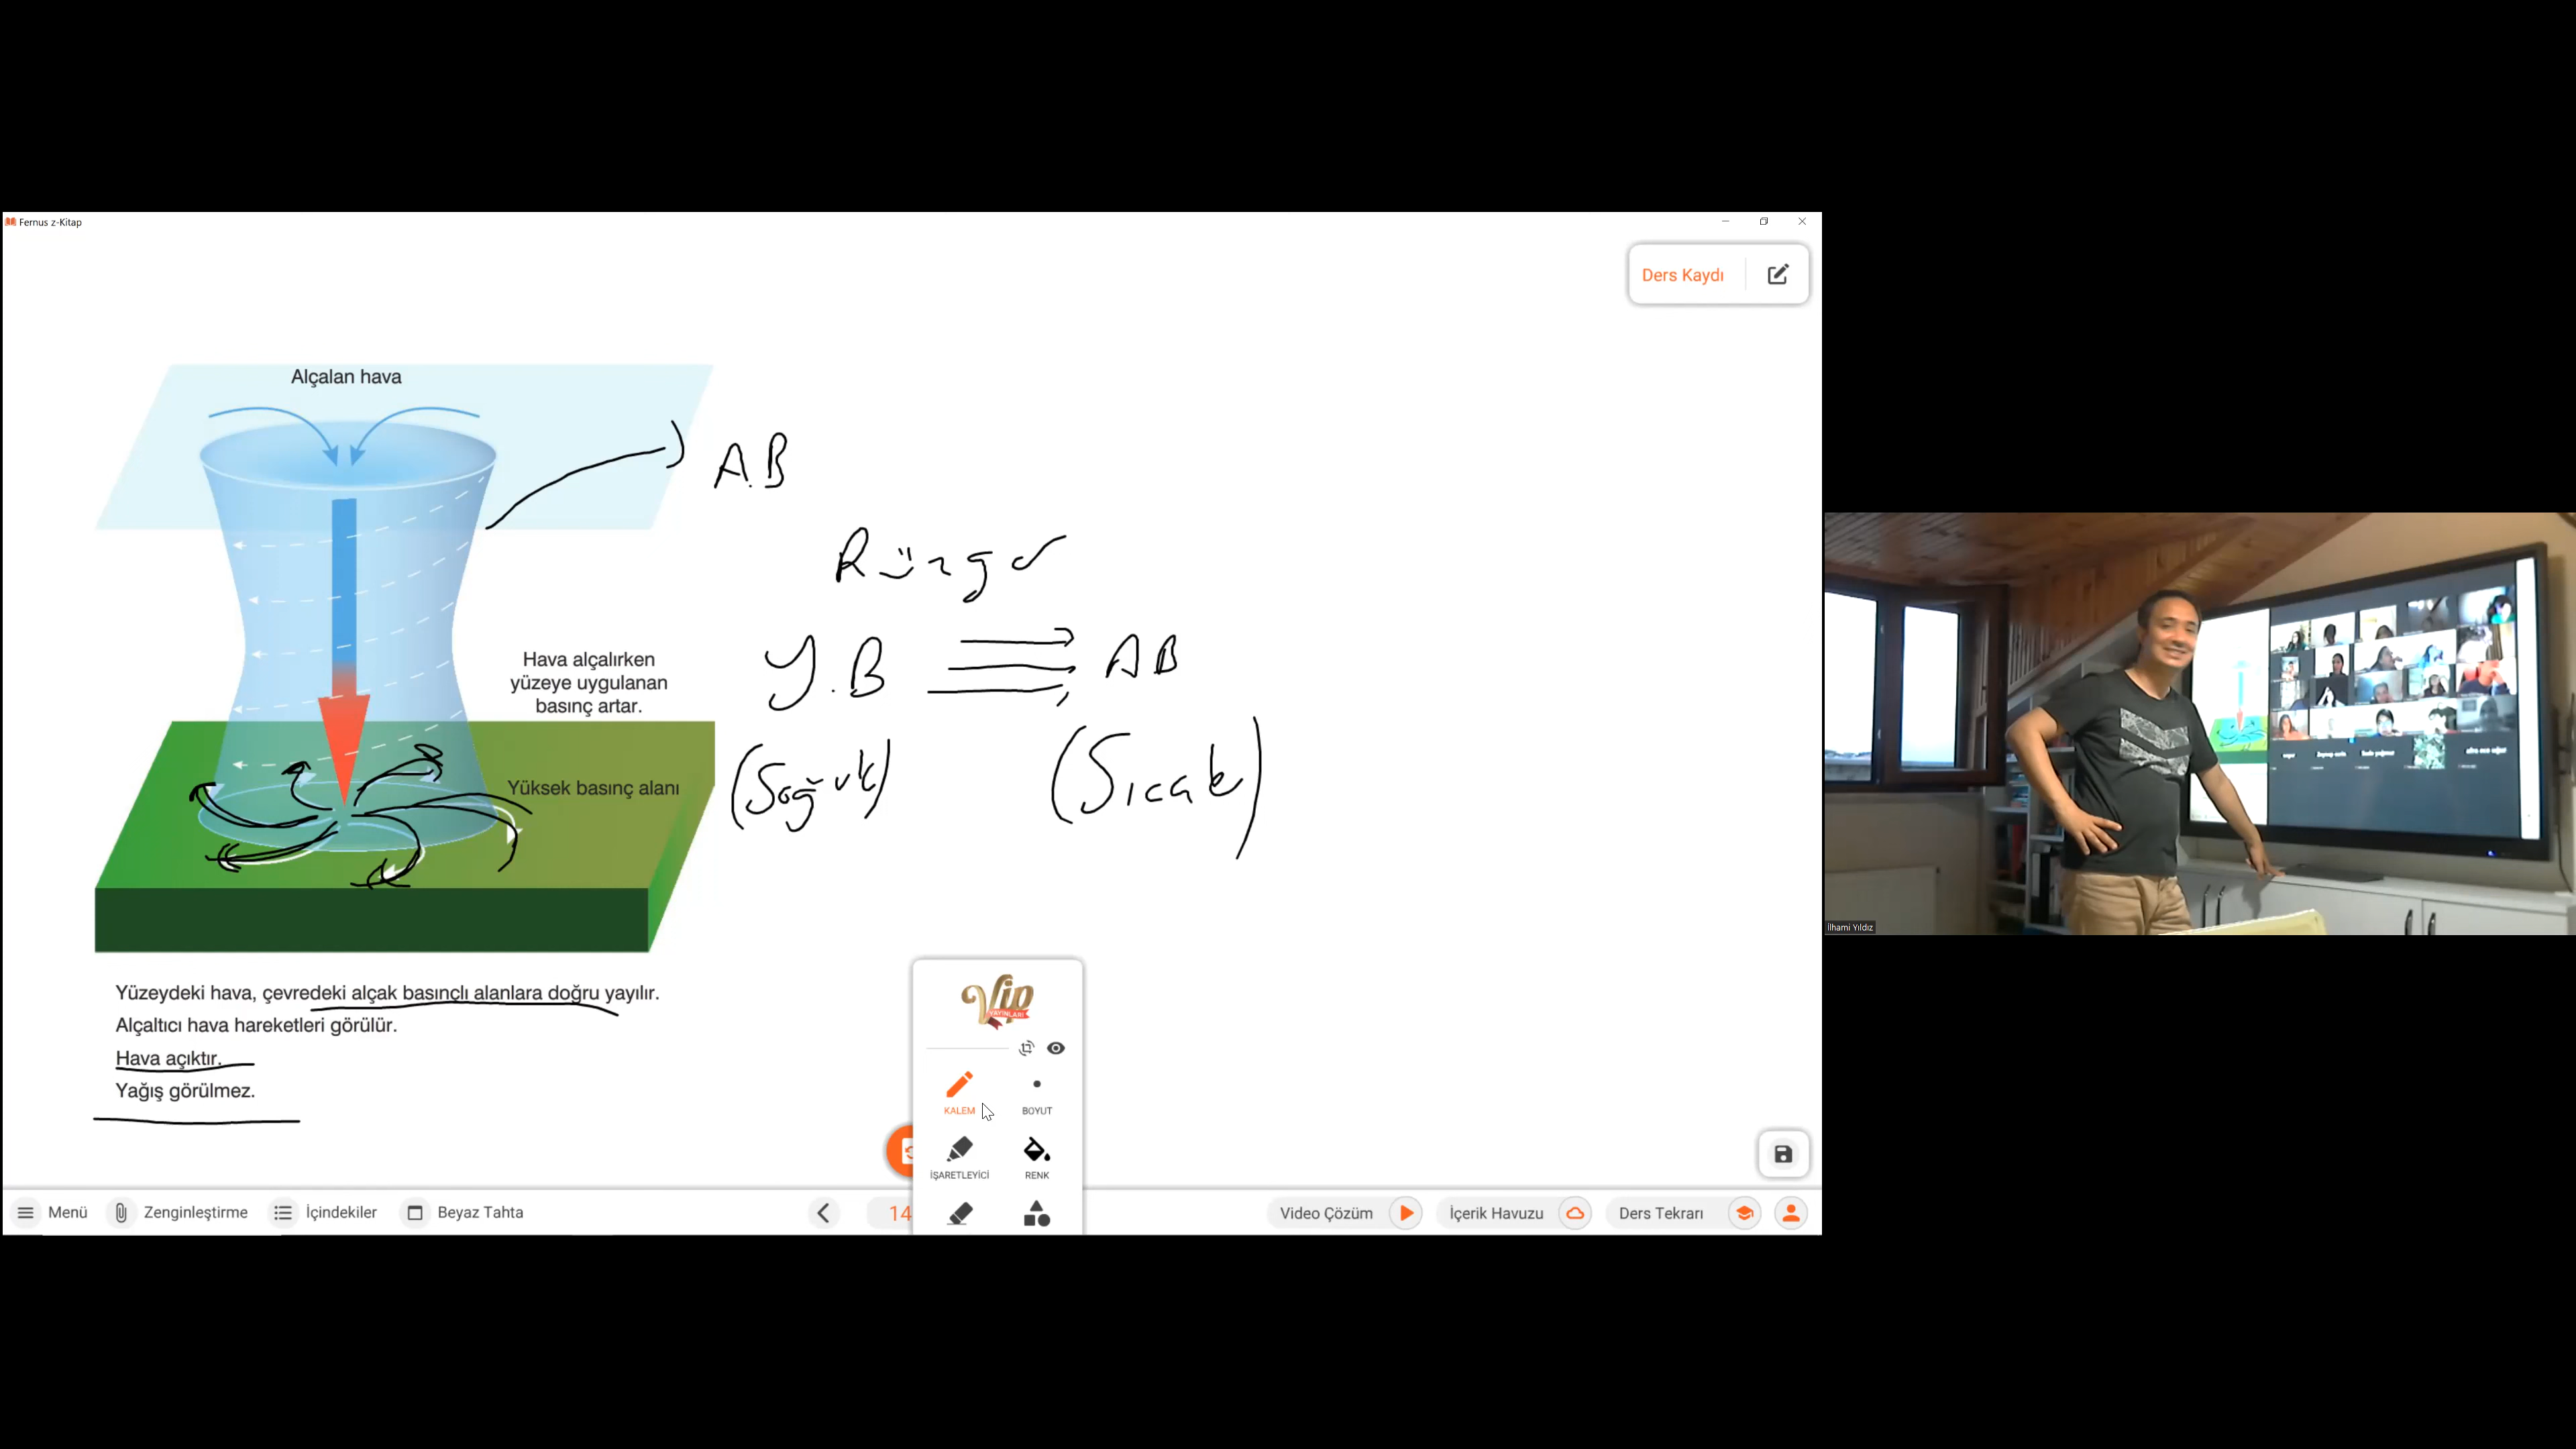 Fernus z-Kitap
Ders Kaydı
Alçalan hava
A.B
Rüzgar
Y.B AB
Hava alçalırken
yüzeye uygulanan
basınç artar.
(Soğuk) (Sıcak)
Yüksek basınç alanı
İlhami Yıldız
Yüzeydeki hava, çevredeki alçak basınçlı alanlara doğru yayılır.
Alçaltıcı hava hareketleri görülür.
Hava açıktır.
Yağış görülmez.
Vip
YAYINLARI
KALEM BOYUT
İŞARETLEYİCİ RENK
Menü Zenginleştirme İçindekiler Beyaz Tahta 14 Video Çözüm İçerik Havuzu Ders Tekrarı